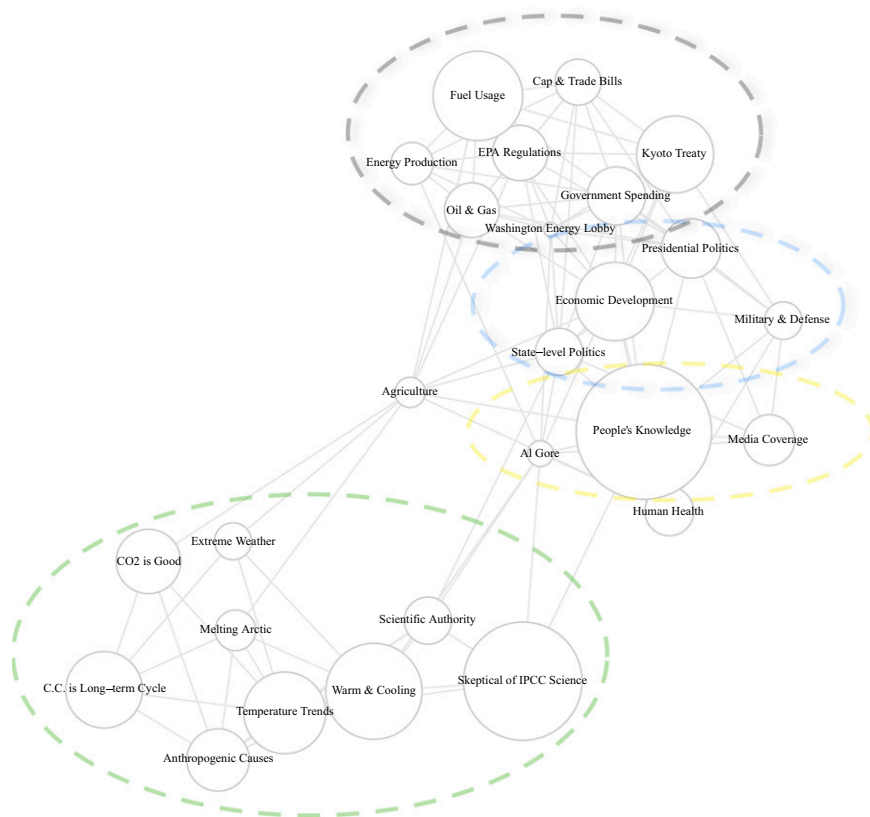 Cap & Trade Bills
Fuel Usage
EPA Regulations
Kyoto Treaty
Energy Production
Government Spending
Oil & Gas
Washington Energy Lobby
Presidential Politics
Economic Development
Military & Defense
State−level Politics
Agriculture
People's Knowledge
Media Coverage
Al Gore
Human Health
Extreme Weather
CO2 is Good
Scientific Authority
Melting Arctic
Skeptical of IPCC Science
C.C. is Long−term Cycle
Warm & Cooling
Temperature Trends
Anthropogenic Causes